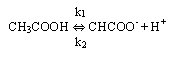 k₁
CH₃COOH ⇔ CHCOO⁻ + H⁺
k₂